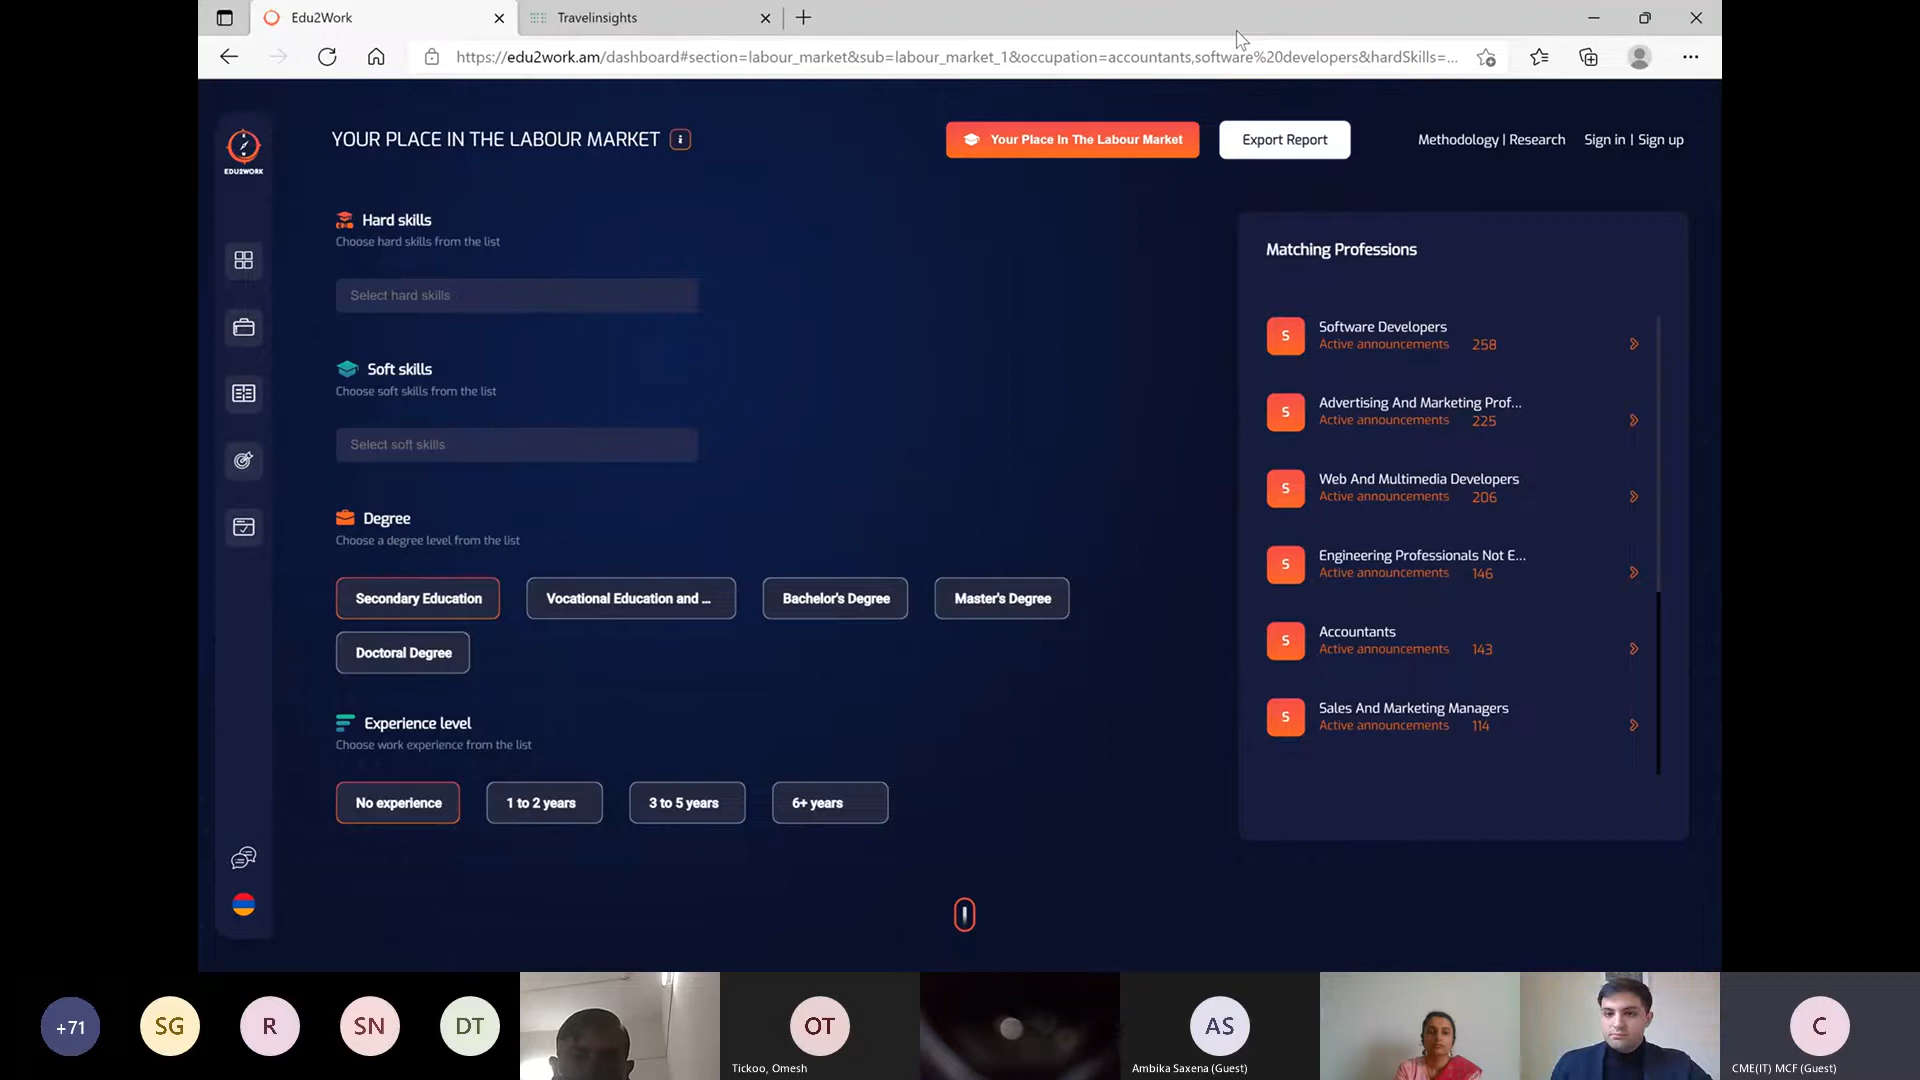 Edu2Work
Travelinsights
https://edu2work.am/dashboard#section=labour_market&sub=labour_market_1&occupation=accountants,software%20developers&hardSkills=...
EDU2WORK
YOUR PLACE IN THE LABOUR MARKET
i
Your Place In The Labour Market
Export Report
Methodology | Research
Sign in | Sign up
Hard skills
Choose hard skills from the list
Select hard skills
Soft skills
Choose soft skills from the list
Select soft skills
Degree
Choose a degree level from the list
Secondary Education
Vocational Education and ...
Bachelor's Degree
Master's Degree
Doctoral Degree
Experience level
Choose work experience from the list
No experience
1 to 2 years
3 to 5 years
6+ years
Matching Professions
S
Software Developers
Active announcements 258
S
Advertising And Marketing Prof...
Active announcements 225
S
Web And Multimedia Developers
Active announcements 206
S
Engineering Professionals Not E...
Active announcements 146
S
Accountants
Active announcements 143
S
Sales And Marketing Managers
Active announcements 114
+71
SG
R
SN
DT
OT
Tickoo, Omesh
AS
Ambika Saxena (Guest)
C
CME(IT) MCF (Guest)